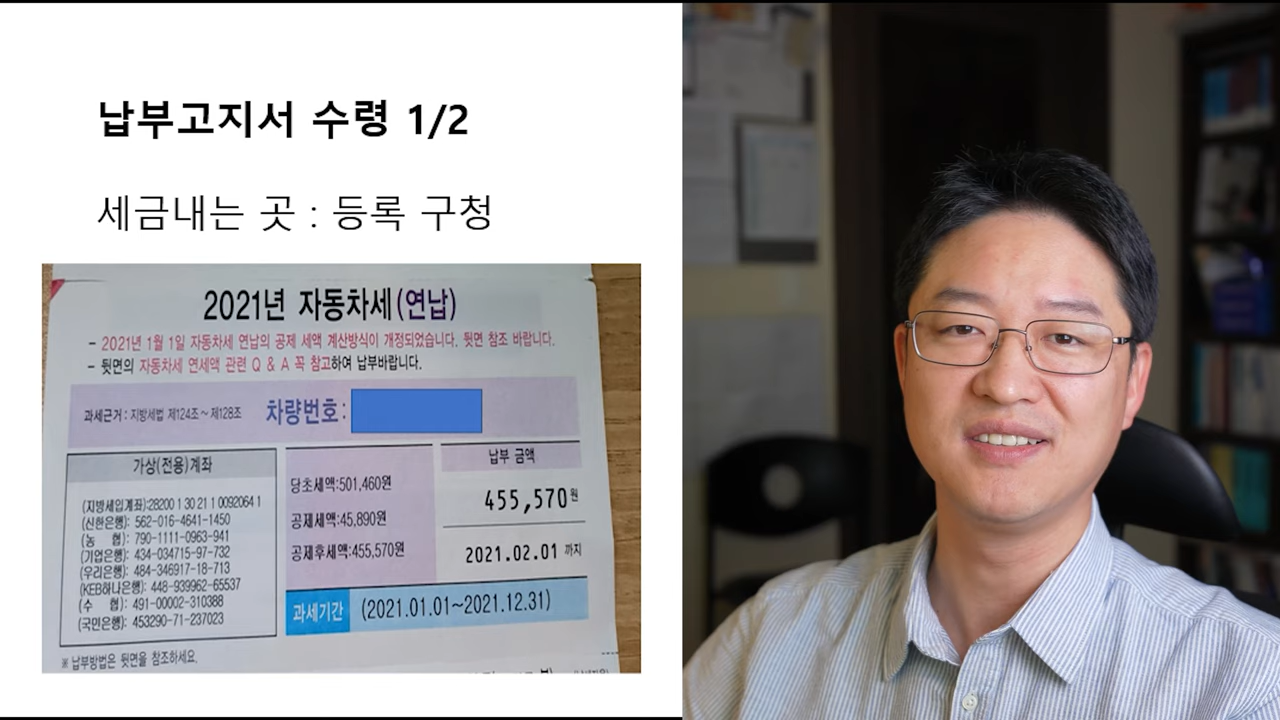 납부고지서 수령 1/2
세금내는 곳 : 등록 구청
2021년 자동차세(연납)
- 2021년 1월 1일 자동차세 연납의 공제 세액 계산방식이 개정되었습니다. 뒷면 참조 바랍니다.
- 뒷면의 자동차세 연세액 관련 Q & A 꼭 참고하여 납부바랍니다.
과세근거 : 지방세법 제124조 ~ 제128조 차량번호 :
가상(전용)계좌
(지방세입계좌):28200 1 30 21 1 0092064 1
(신한은행): 562-016-4641-1450
(농 협): 790-1111-0963-941
(기업은행): 434-034715-97-732
(우리은행): 484-346917-18-713
(KEB하나은행): 448-939962-65537
(수 협): 491-00002-310388
(국민은행): 453290-71-237023
당초세액:501,460원
공제세액:45,890원
공제후세액:455,570원
납부 금액
455,570원
2021.02.01 까지
과세기간 (2021.01.01~2021.12.31)
※ 납부방법은 뒷면을 참조하세요.